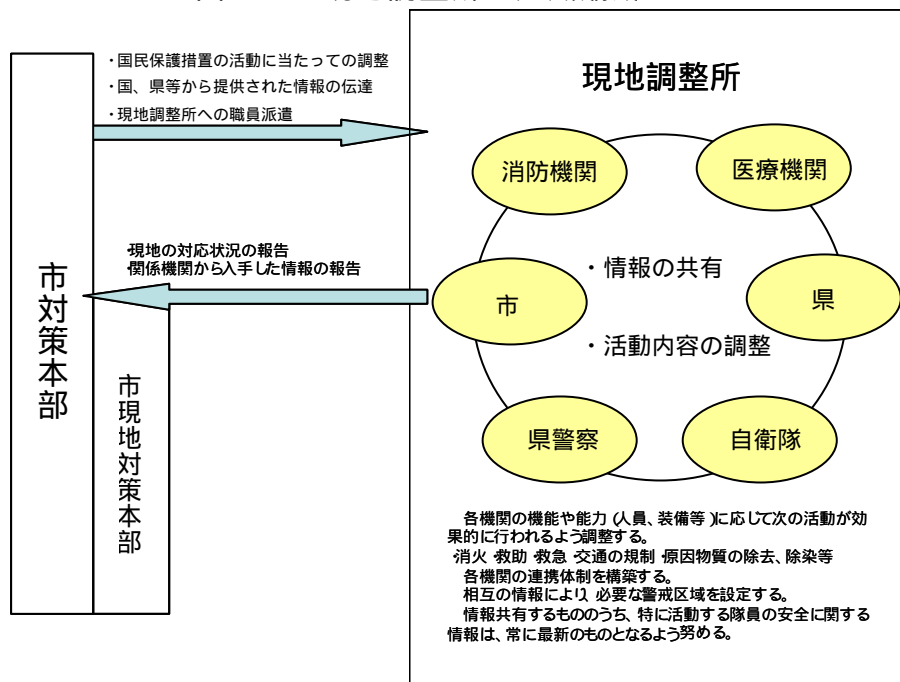 ・国民保護措置の活動に当たっての調整
・国、県等から提供された情報の伝達
・現地調整所への職員派遣
・現地の対応状況の報告
・関係機関から入手した情報の報告
市対策本部
市現地対策本部
現地調整所
消防機関
医療機関
・情報の共有
市
県
・活動内容の調整
県警察
自衛隊
各機関の機能や能力(人員、装備等)に応じて次の活動が効
果的に行われるよう調整する。
・消火・救助・救急・交通の規制・原因物質の除去、除染等
各機関の連携体制を構築する。
相互の情報により、必要な警戒区域を設定する。
情報共有するもののうち、特に活動する隊員の安全に関する
情報は、常に最新のものとなるよう努める。